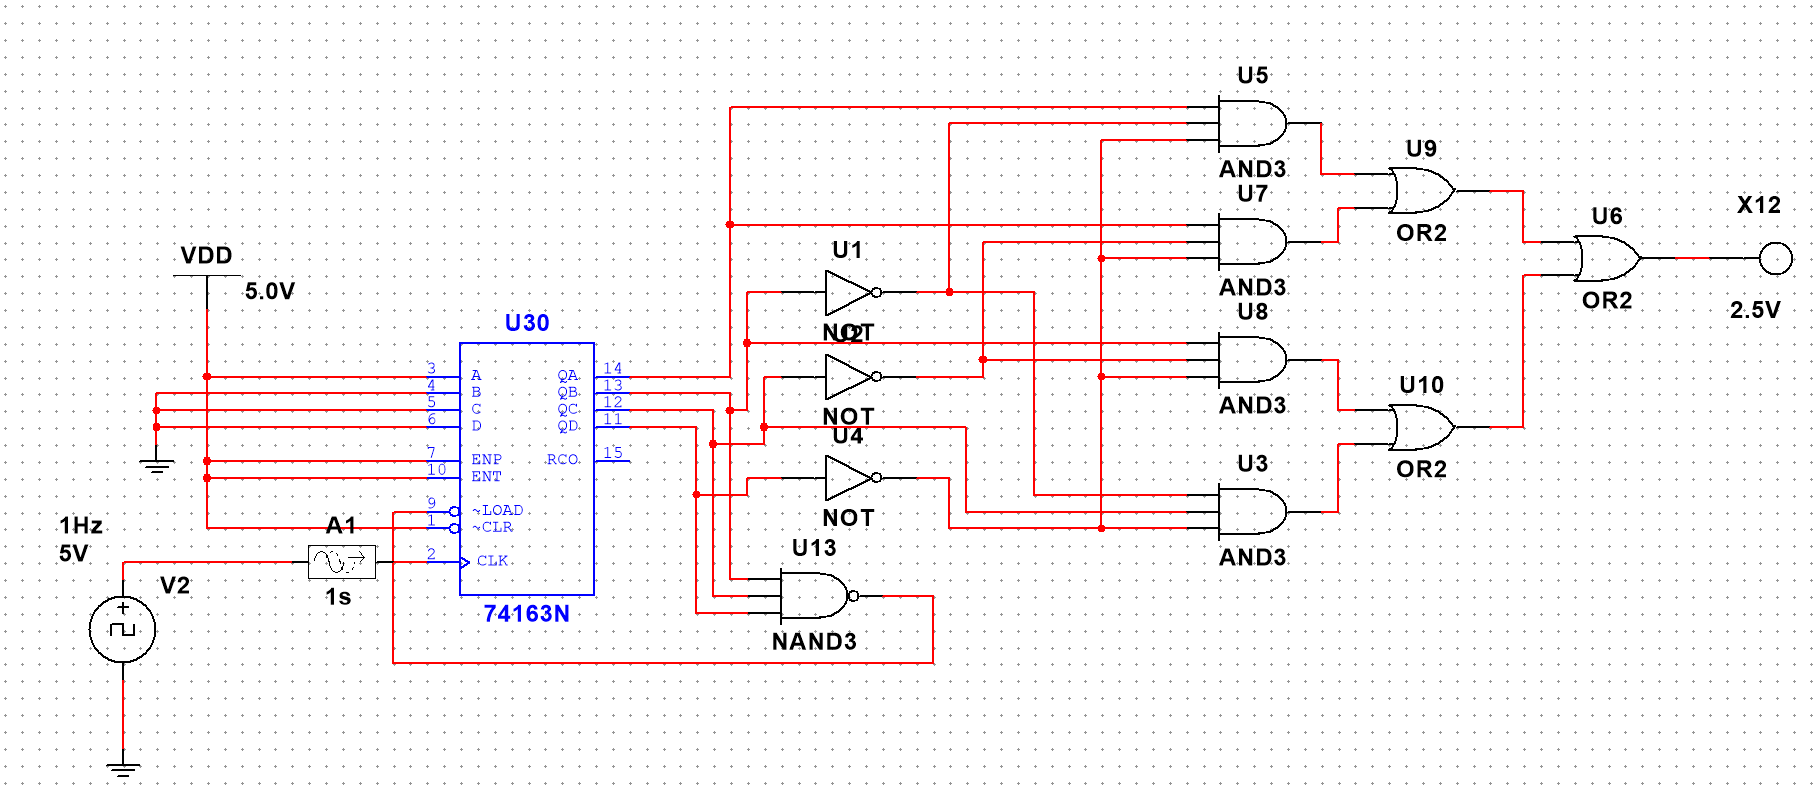 U5
AND3
U9
OR2
U7
AND3
X12
U6
OR2
2.5V
VDD
5.0V
U1
NOT
U2
NOT
U8
AND3
U10
OR2
U4
NOT
U3
AND3
U30
3 A QA 14
4 B QB 13
5 C QC 12
6 D QD 11
7 ENP RCO 15
10 ENT
9 ~LOAD
1 ~CLR
2 CLK
74163N
1Hz
5V
V2
A1
1s
U13
NAND3